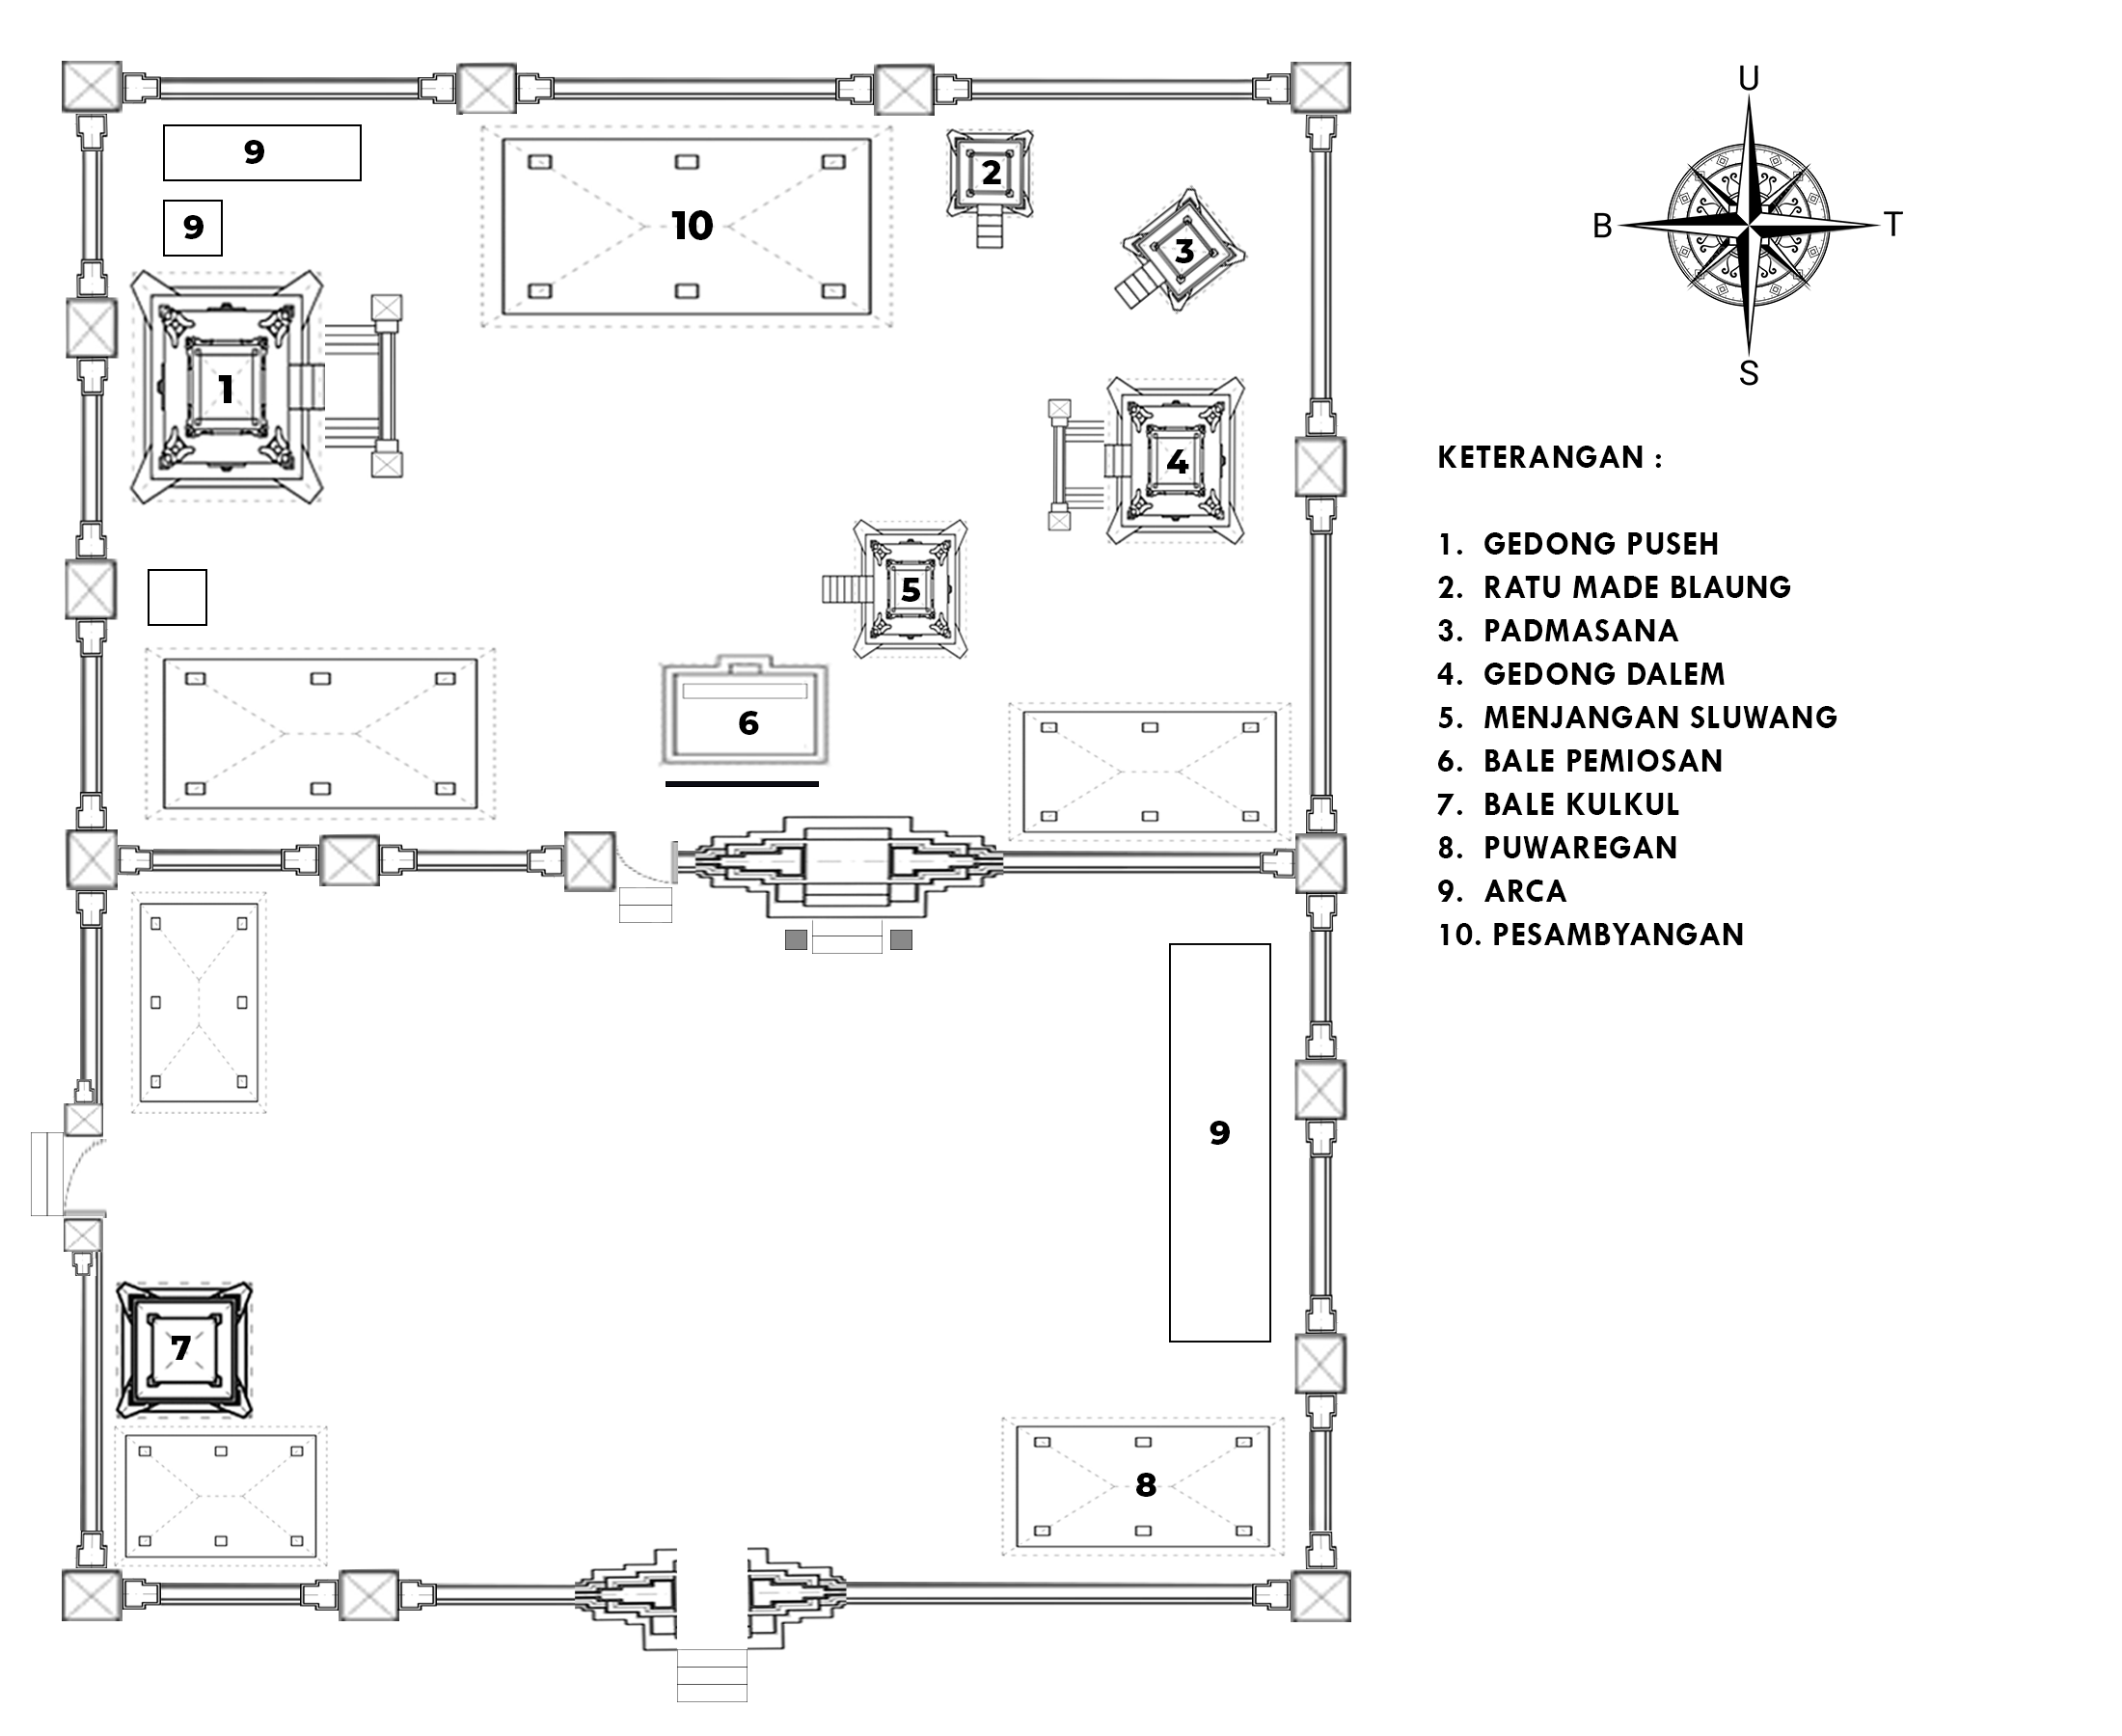 U
B
T
S
9
9
10
2
3
1
4
5
6
9
7
8
KETERANGAN :
1. GEDONG PUSEH
2. RATU MADE BLAUNG
3. PADMASANA
4. GEDONG DALEM
5. MENJANGAN SLUWANG
6. BALE PEMIOSAN
7. BALE KULKUL
8. PUWAREGAN
9. ARCA
10. PESAMBYANGAN